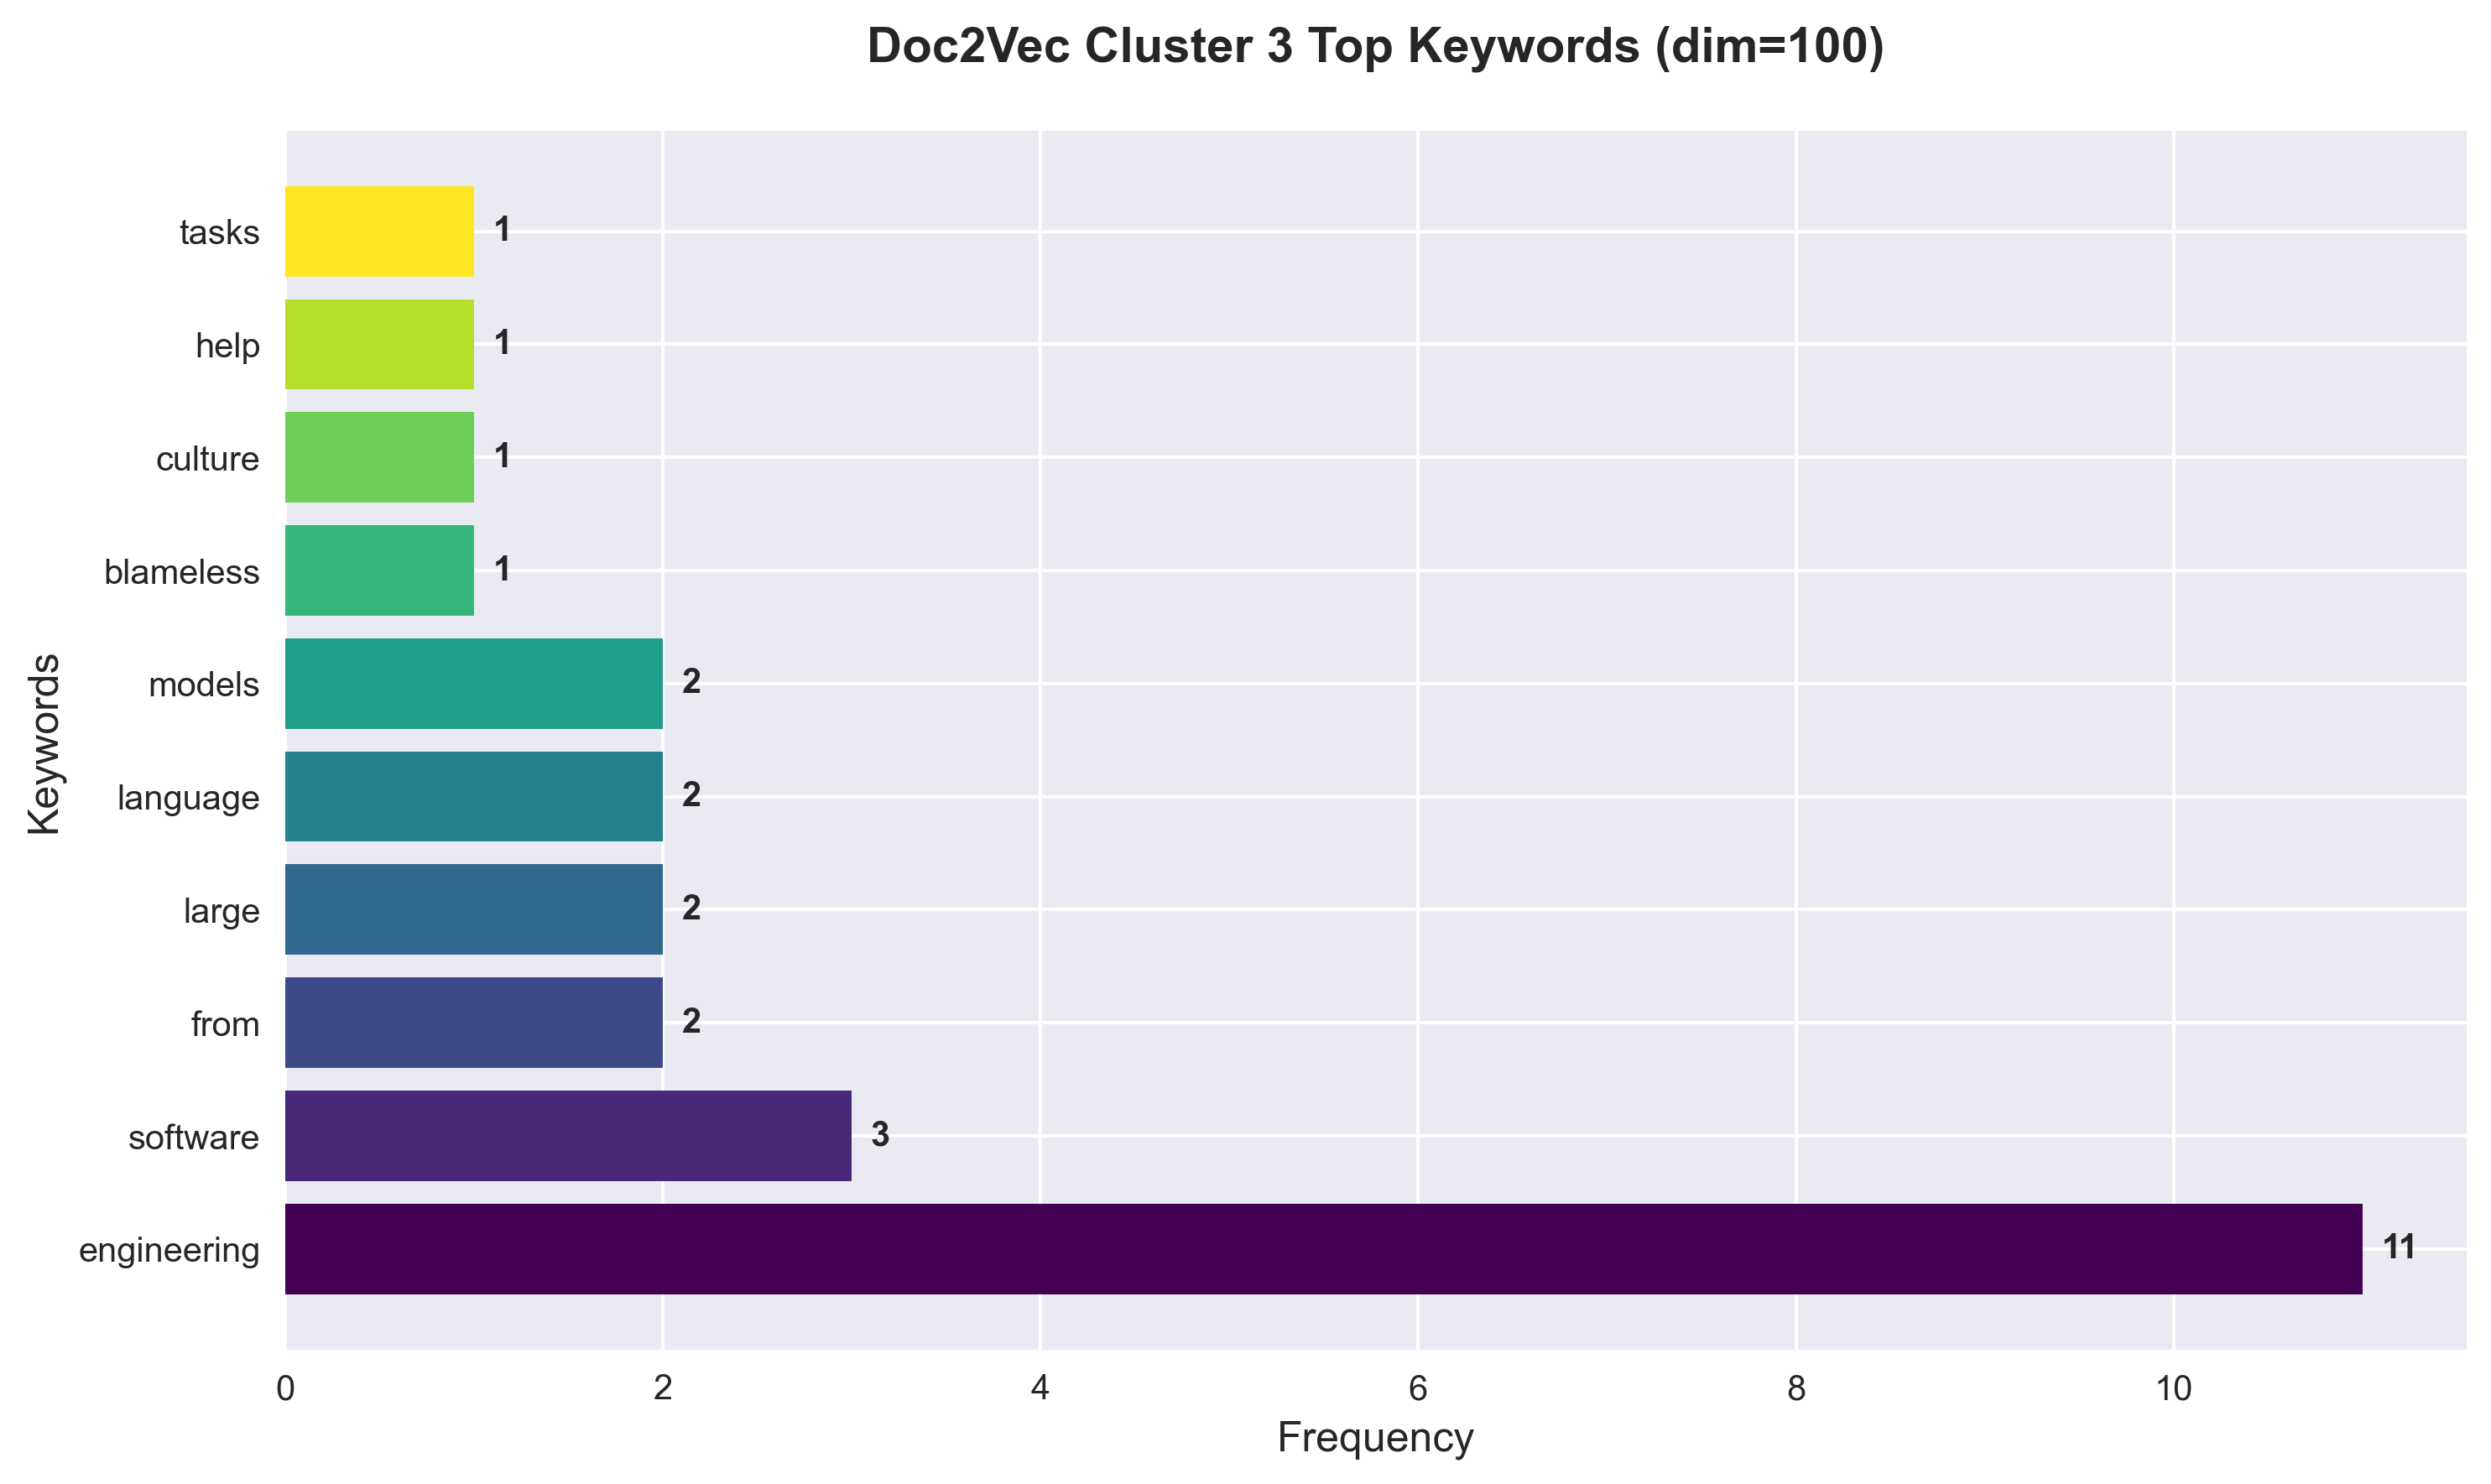 Doc2Vec Cluster 3 Top Keywords (dim=100)
Keywords
tasks 1
help 1
culture 1
blameless 1
models 2
language 2
large 2
from 2
software 3
engineering 11
0 2 4 6 8 10
Frequency